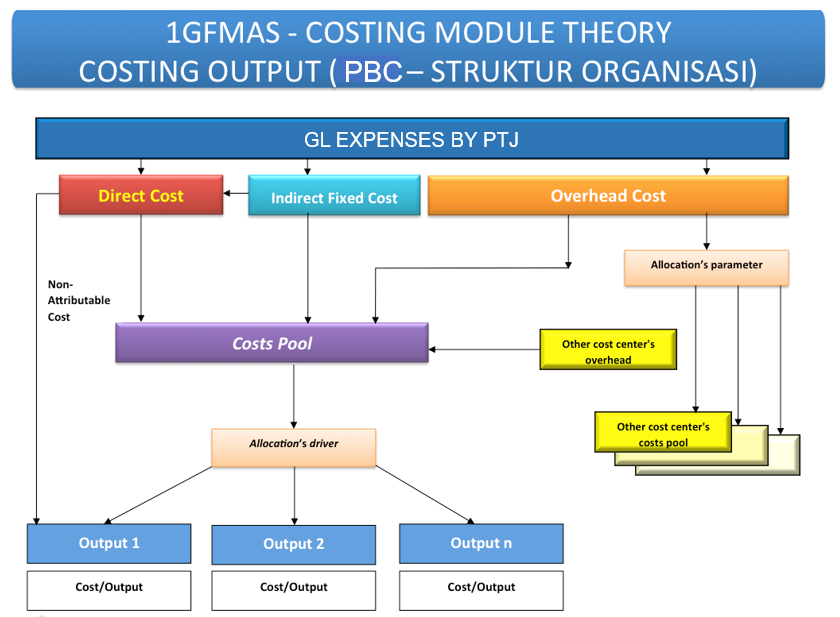 1GFMAS - COSTING MODULE THEORY
COSTING OUTPUT ( PBC – STRUKTUR ORGANISASI)
GL EXPENSES BY PTJ
Direct Cost
Indirect Fixed Cost
Overhead Cost
Allocation's parameter
Non-
Attributable
Cost
Costs Pool
Other cost center's
overhead
Other cost center's
costs pool
Allocation's driver
Output 1
Output 2
Output n
Cost/Output
Cost/Output
Cost/Output